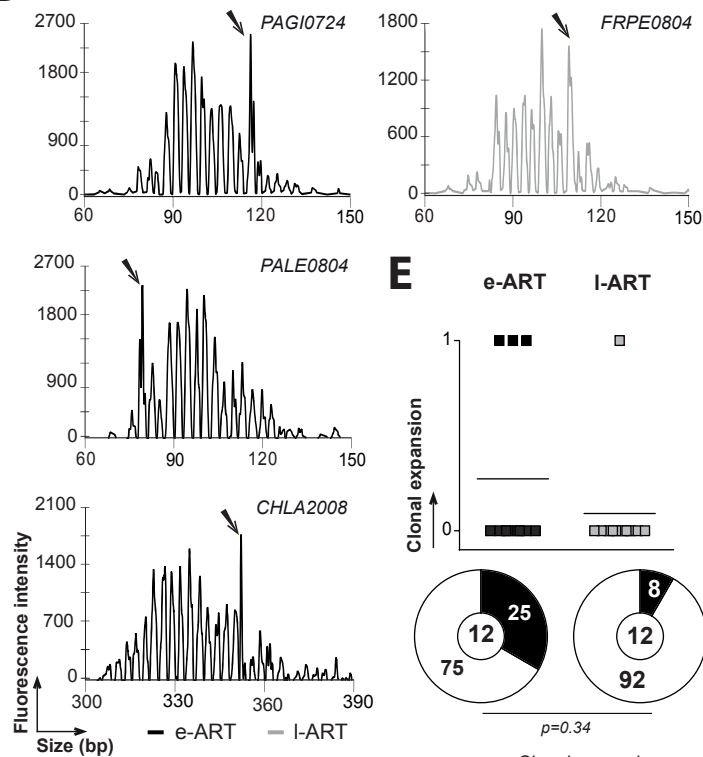 PAGI0724
2700
1800
900
0
60 90 120 150
FRPE0804
1800
1200
600
0
60 90 120 150
PALE0804
2700
1800
900
0
60 90 120 150
CHLA2008
2100
1400
700
0
300 330 360 390
Fluorescence intensity
Size (bp)
e-ART l-ART
E
e-ART l-ART
Clonal expansion
1
0
25
12
75
8
12
92
p=0.34